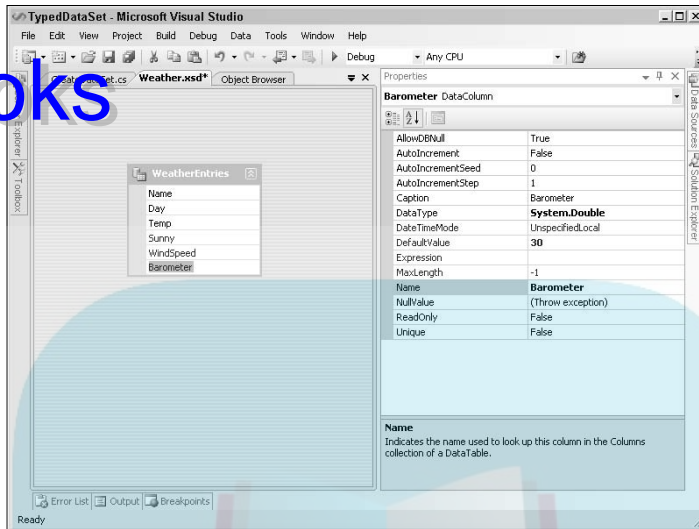 TypedDataSet - Microsoft Visual Studio
File Edit View Project Build Debug Data Tools Window Help
Debug Any CPU
oks
Weather.xsd* Object Browser
Properties
Barometer DataColumn
WeatherEntries
Name
Day
Temp
Sunny
WindSpeed
Barometer
AllowDBNull True
AutoIncrement False
AutoIncrementSeed 0
AutoIncrementStep 1
Caption Barometer
DataType System.Double
DateTimeMode UnspecifiedLocal
DefaultValue 30
Expression
MaxLength -1
Name Barometer
NullValue (Throw exception)
ReadOnly False
Unique False
Name
Indicates the name used to look up this column in the Columns
collection of a DataTable.
Explorer
Toolbox
Data Sources
Solution Explorer
Error List Output Breakpoints
Ready